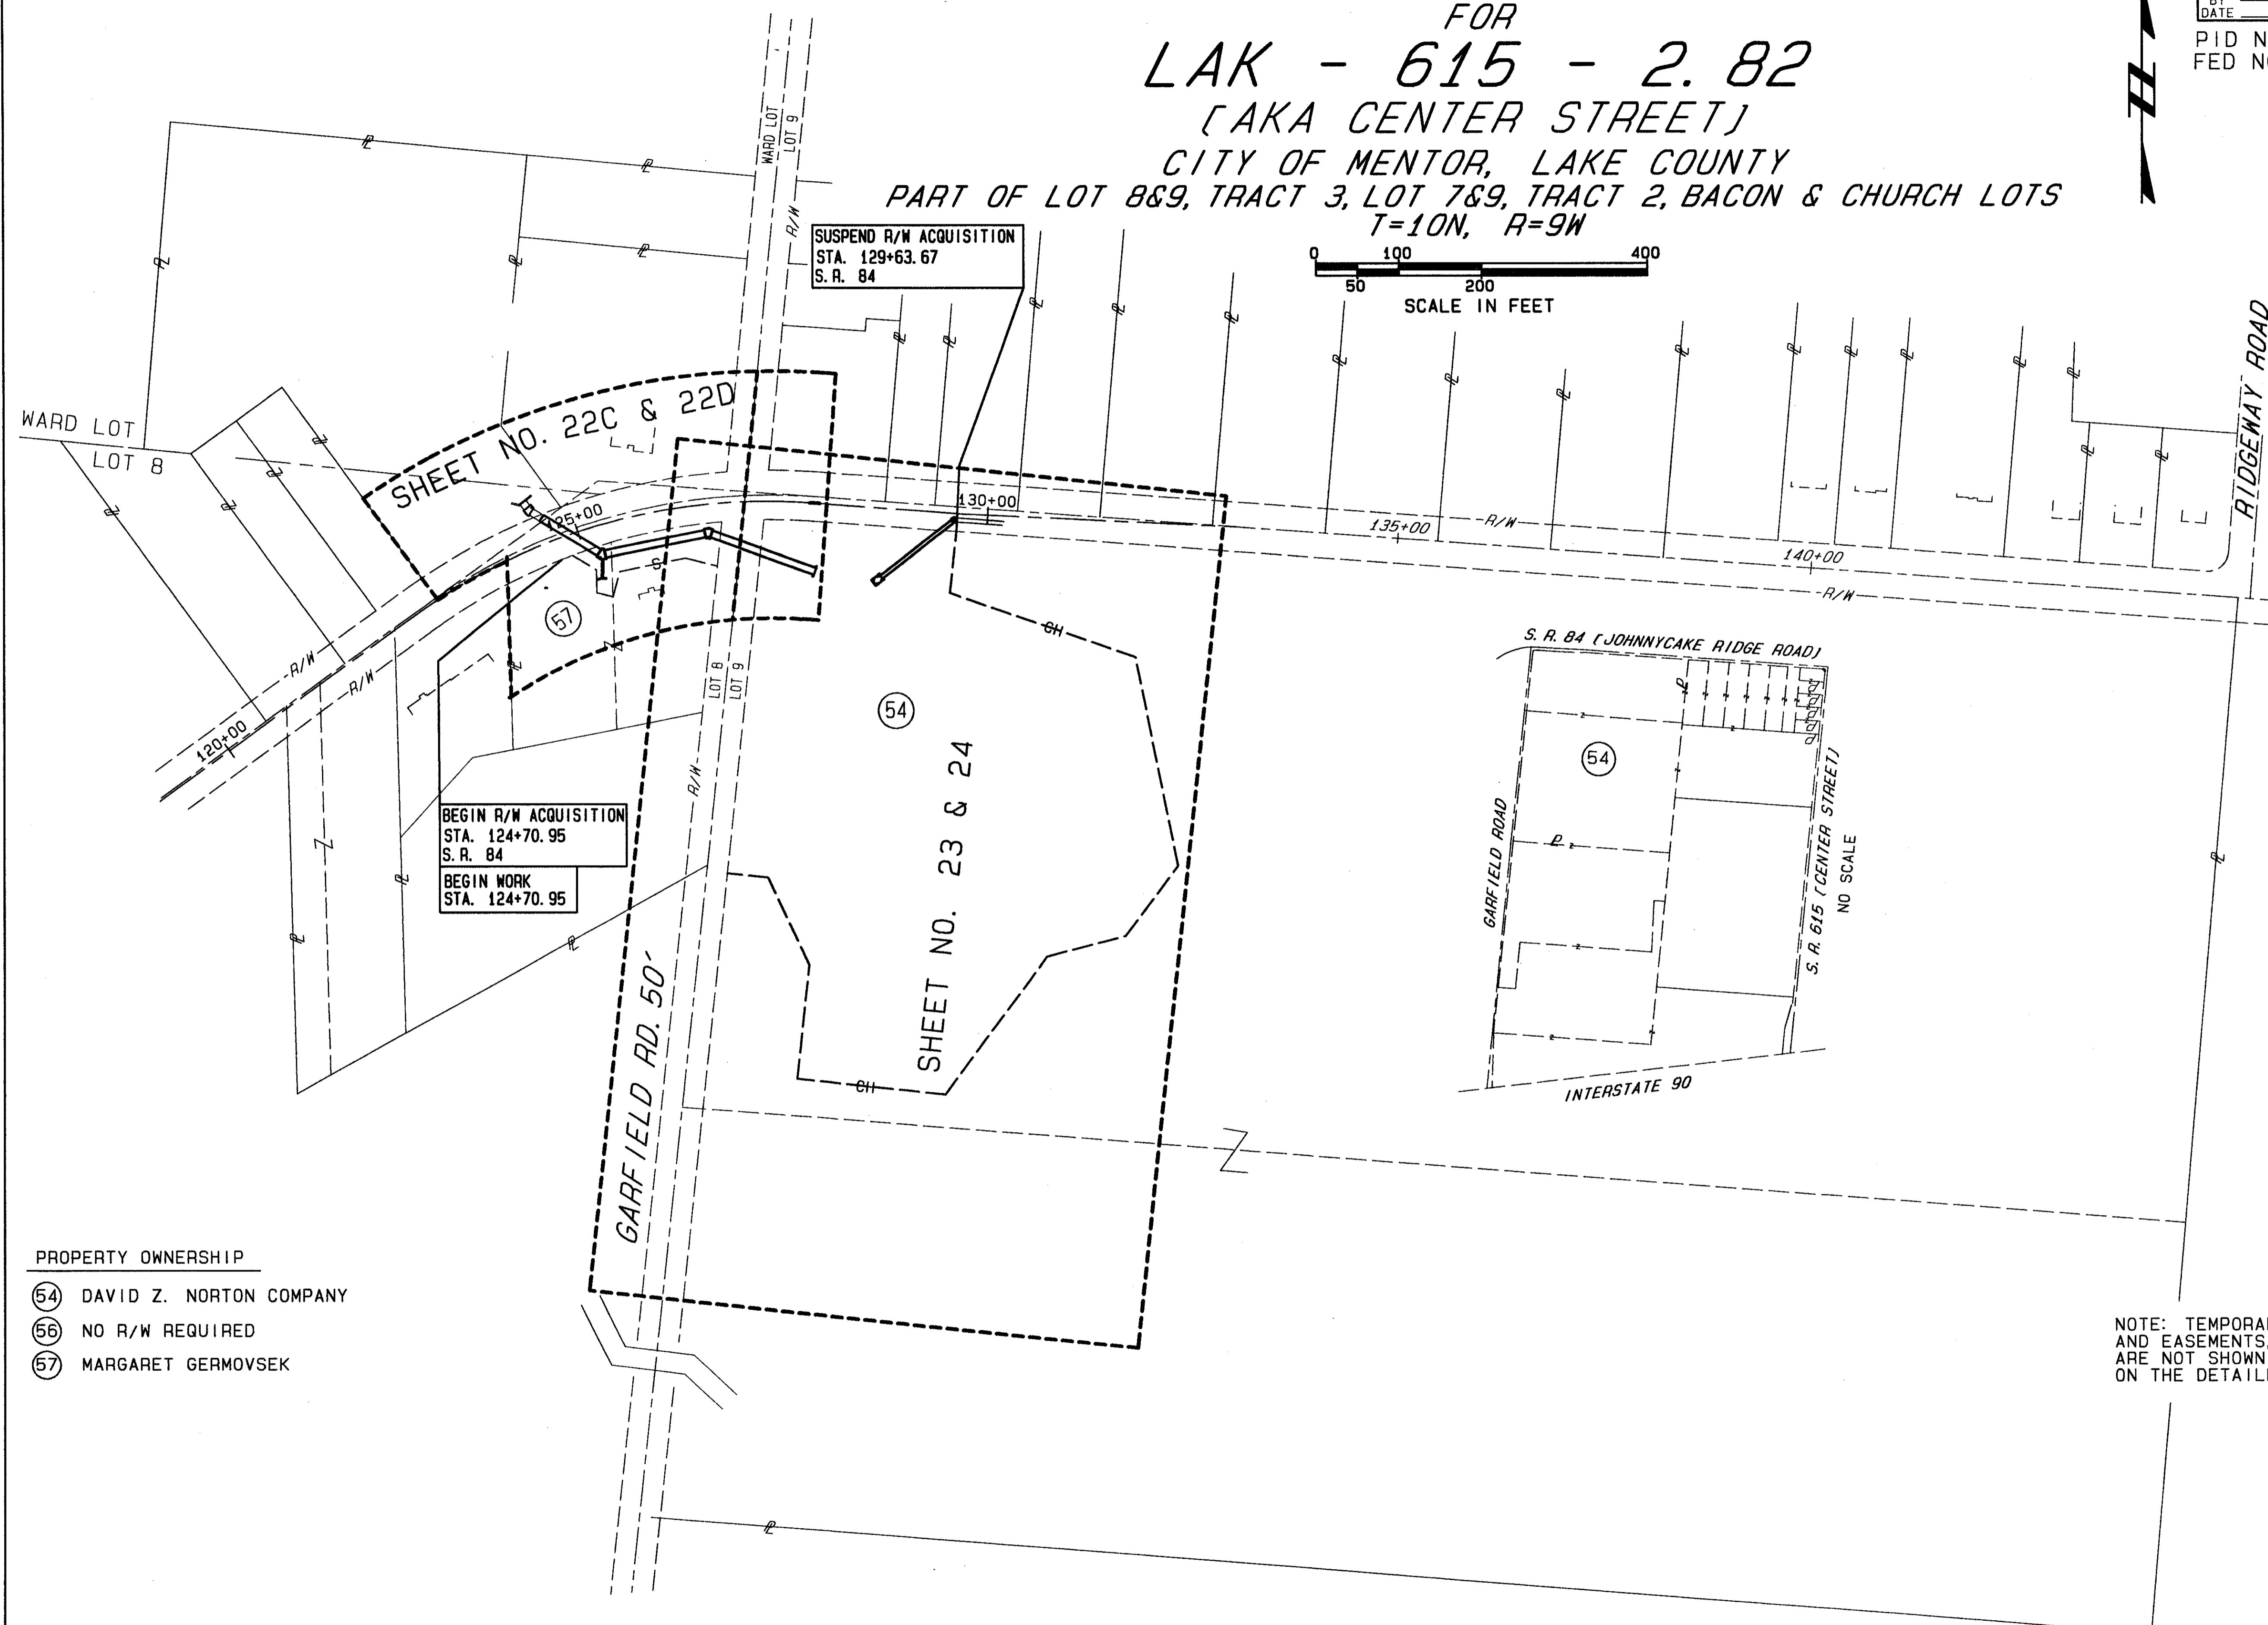 FOR
BY
DATE
PID N
FED N
LAK - 615 - 2.82
(AKA CENTER STREET)
CITY OF MENTOR, LAKE COUNTY
PART OF LOT 8&9, TRACT 3, LOT 7&9, TRACT 2, BACON & CHURCH LOTS
T=10N, R=9W
0 100 400
50 200
SCALE IN FEET
WARD LOT
LOT 9
R/W
SUSPEND R/W ACQUISITION
STA. 129+63.67
S.R. 84
RIDGEWAY ROAD
WARD LOT
LOT 8
SHEET NO. 22C & 22D
125+00
130+00
135+00
R/W
140+00
R/W
S
57
CH
R/W
R/W
120+00
LOT 8
LOT 9
R/W
54
SHEET NO. 23 & 24
CH
BEGIN R/W ACQUISITION
STA. 124+70.95
S.R. 84
BEGIN WORK
STA. 124+70.95
GARFIELD RD. 50'
S.R. 84 (JOHNNYCAKE RIDGE ROAD)
54
GARFIELD ROAD
S.R. 615 (CENTER STREET)
NO SCALE
INTERSTATE 90
PROPERTY OWNERSHIP
54 DAVID Z. NORTON COMPANY
56 NO R/W REQUIRED
57 MARGARET GERMOVSEK
NOTE: TEMPORA
AND EASEMENTS,
ARE NOT SHOWN
ON THE DETAIL